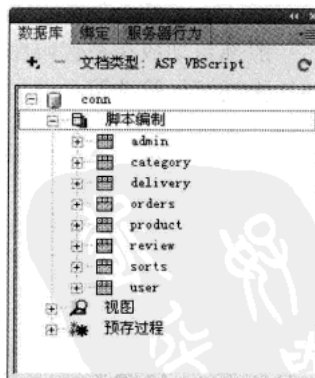 数据库 绑定 服务器行为
文档类型: ASP VBScript
conn
脚本编制
admin
category
delivery
orders
product
review
sorts
user
视图
预存过程